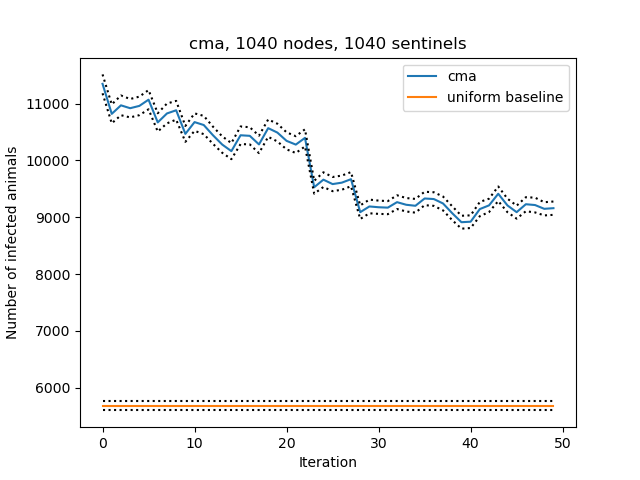 cma, 1040 nodes, 1040 sentinels
cma
uniform baseline
Number of infected animals
11000
10000
9000
8000
7000
6000
0 10 20 30 40 50
Iteration